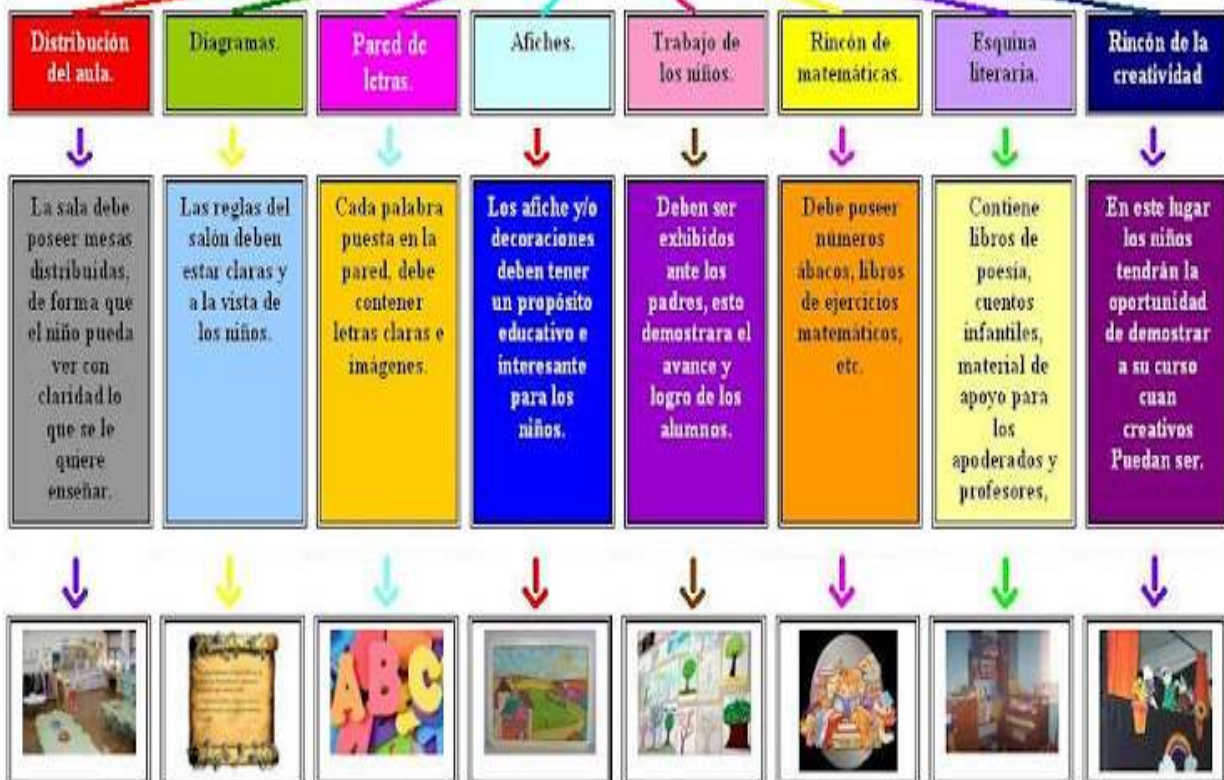 Distribución
del aula.
Diagramas.
Pared de
letras.
Afiches.
Trabajo de
los niños.
Rincón de
matemáticas.
Esquina
literaria.
Rincón de la
creatividad
La sala debe
poseer mesas
distribuidas,
de forma que
el niño pueda
ver con
claridad lo
que se le
quiere
enseñar.
Las reglas del
salón deben
estar claras y
a la vista de
los niños.
Cada palabra
puesta en la
pared, debe
contener
letras claras e
imágenes.
Los afiche y/o
decoraciones
deben tener
un propósito
educativo e
interesante
para los
niños.
Deben ser
exhibidos
ante los
padres, esto
demostrara el
avance y
logro de los
alumnos.
Debe poseer
números
ábacos, libros
de ejercicios
matemáticos,
etc.
Contiene
libros de
poesía,
cuentos
infantiles,
material de
apoyo para
los
apoderados y
profesores,
En este lugar
los niños
tendrán la
oportunidad
de demostrar
a su curso
cuan
creativos
Puedan ser.
ABC